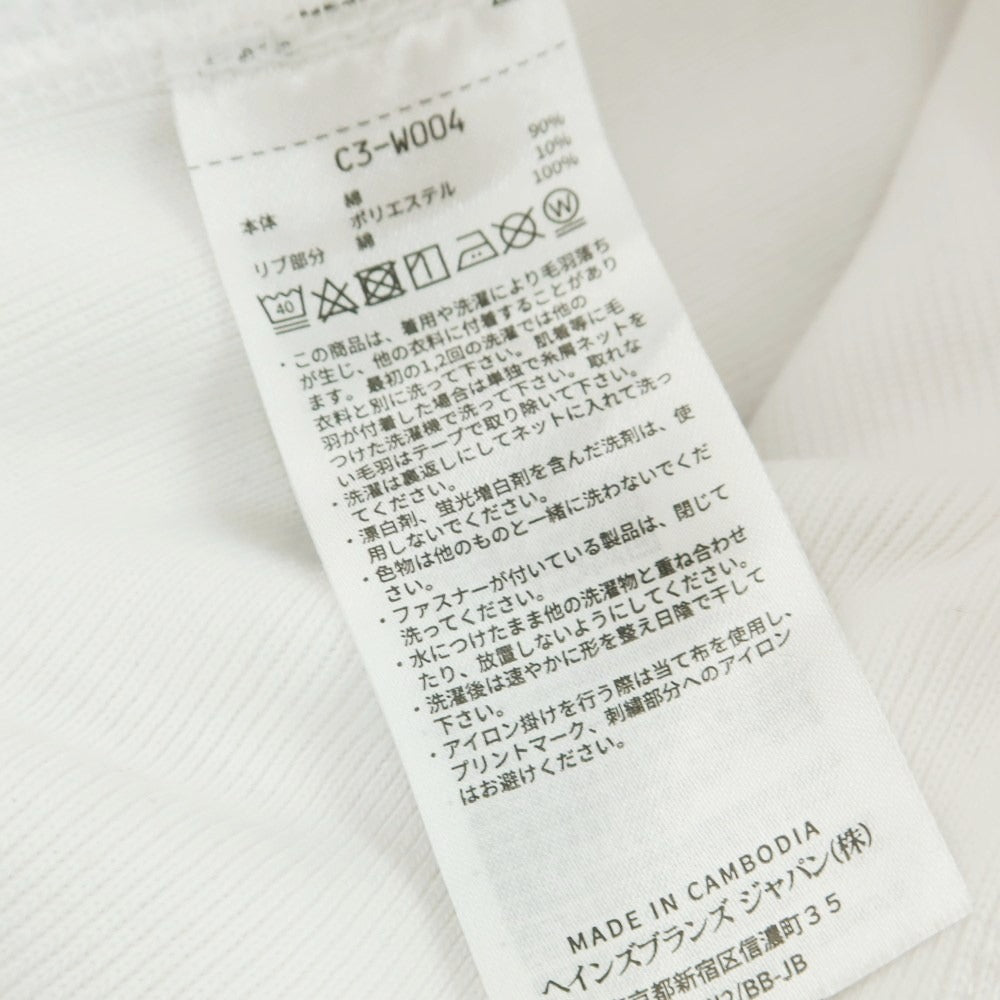 C3-W004
本体 綿 90%
ポリエステル 10%
リブ部分 綿 100%
40 W
・この商品は、着用や洗濯により毛羽落ち
が生じ、他の衣料に付着することがあり
ます。最初の1,2回の洗濯では他の
衣料と別に洗って下さい。肌着等に毛
羽が付着した場合は単独で糸屑ネットを
つけた洗濯機で洗って下さい。取れな
い毛羽はテープで取り除いて下さい。
・洗濯は裏返しにしてネットに入れて洗っ
てください。
・漂白剤、蛍光増白剤を含んだ洗剤は、使
用しないでください。
・色物は他のものと一緒に洗わないでくだ
さい。
・ファスナーが付いている製品は、閉じて
洗ってください。
・水につけたまま他の洗濯物と重ね合わせ
たり、放置しないようにしてください。
・洗濯後は速やかに形を整え日陰で干して
下さい。
・アイロン掛けを行う際は当て布を使用し、
プリントマーク、刺繍部分へのアイロン
はお避けください。
MADE IN CAMBODIA
ヘインズブランズ ジャパン(株)
京都新宿区信濃町35
/BB-JB